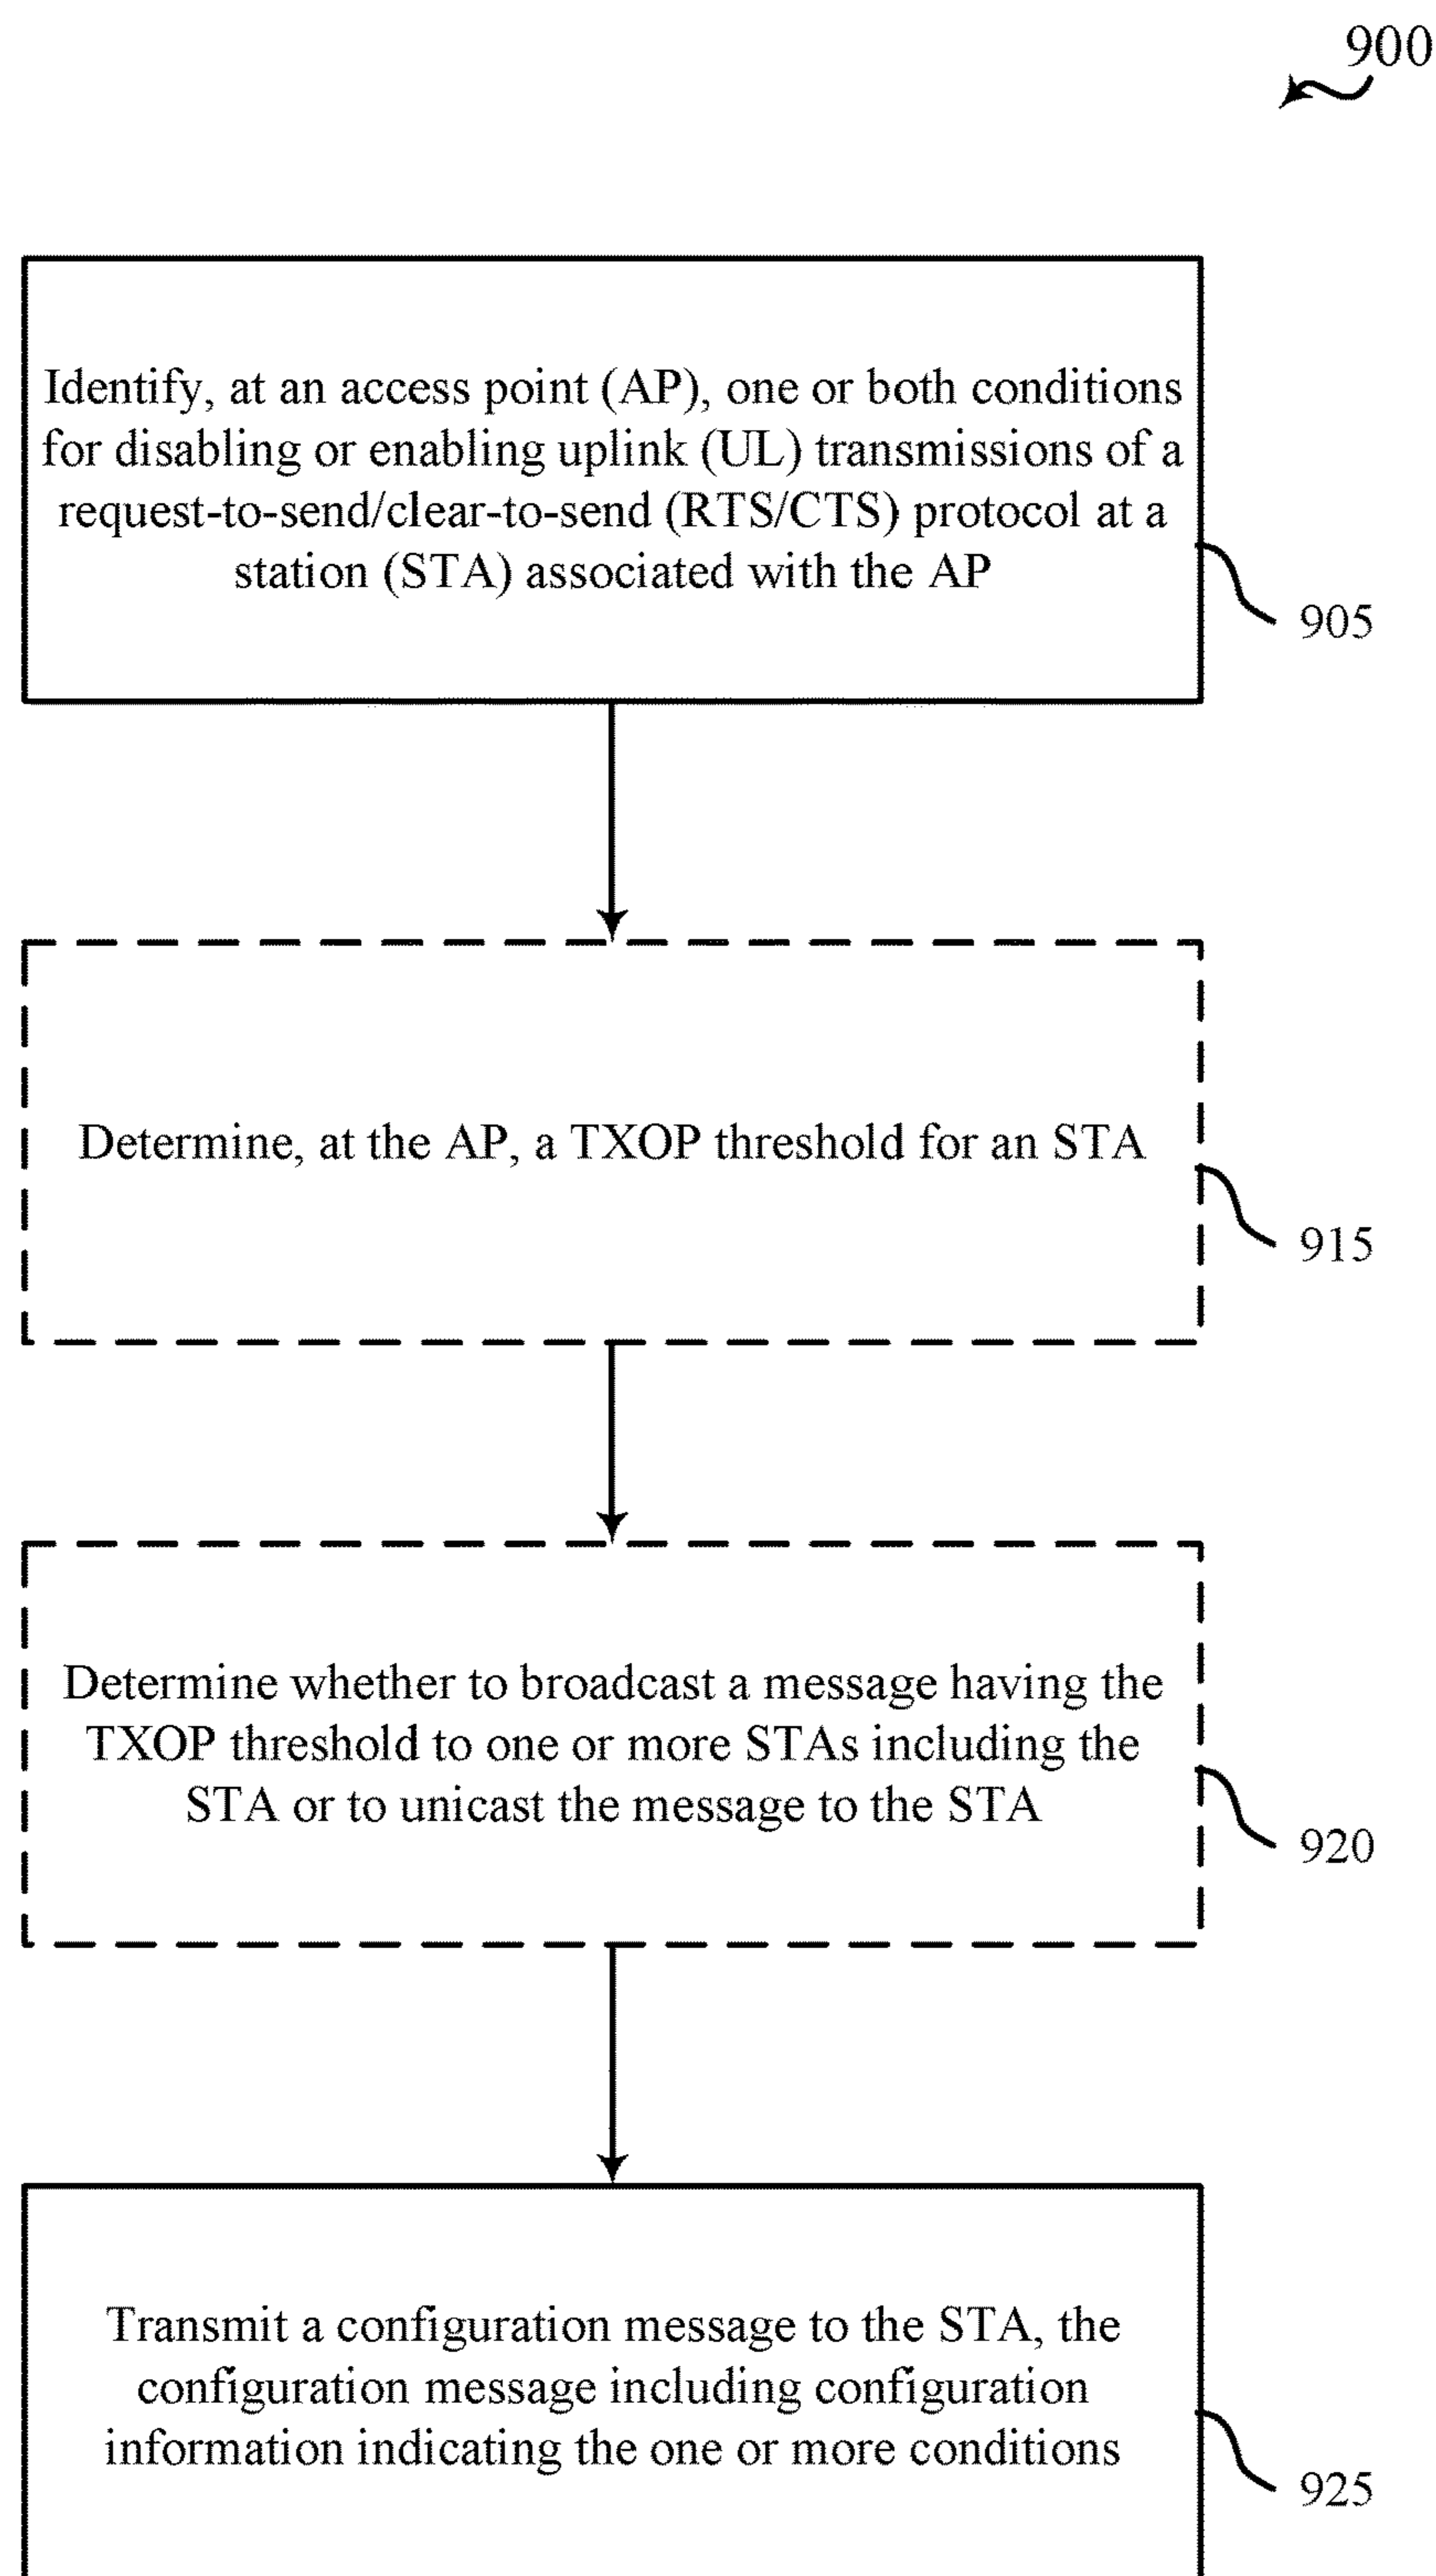 900
Identify, at an access point (AP), one or both conditions
for disabling or enabling uplink (UL) transmissions of a
request-to-send/clear-to-send (RTS/CTS) protocol at a
station (STA) associated with the AP
905
Determine, at the AP, a TXOP threshold for an STA
915
Determine whether to broadcast a message having the
TXOP threshold to one or more STAs including the
STA or to unicast the message to the STA
920
Transmit a configuration message to the STA, the
configuration message including configuration
information indicating the one or more conditions
925